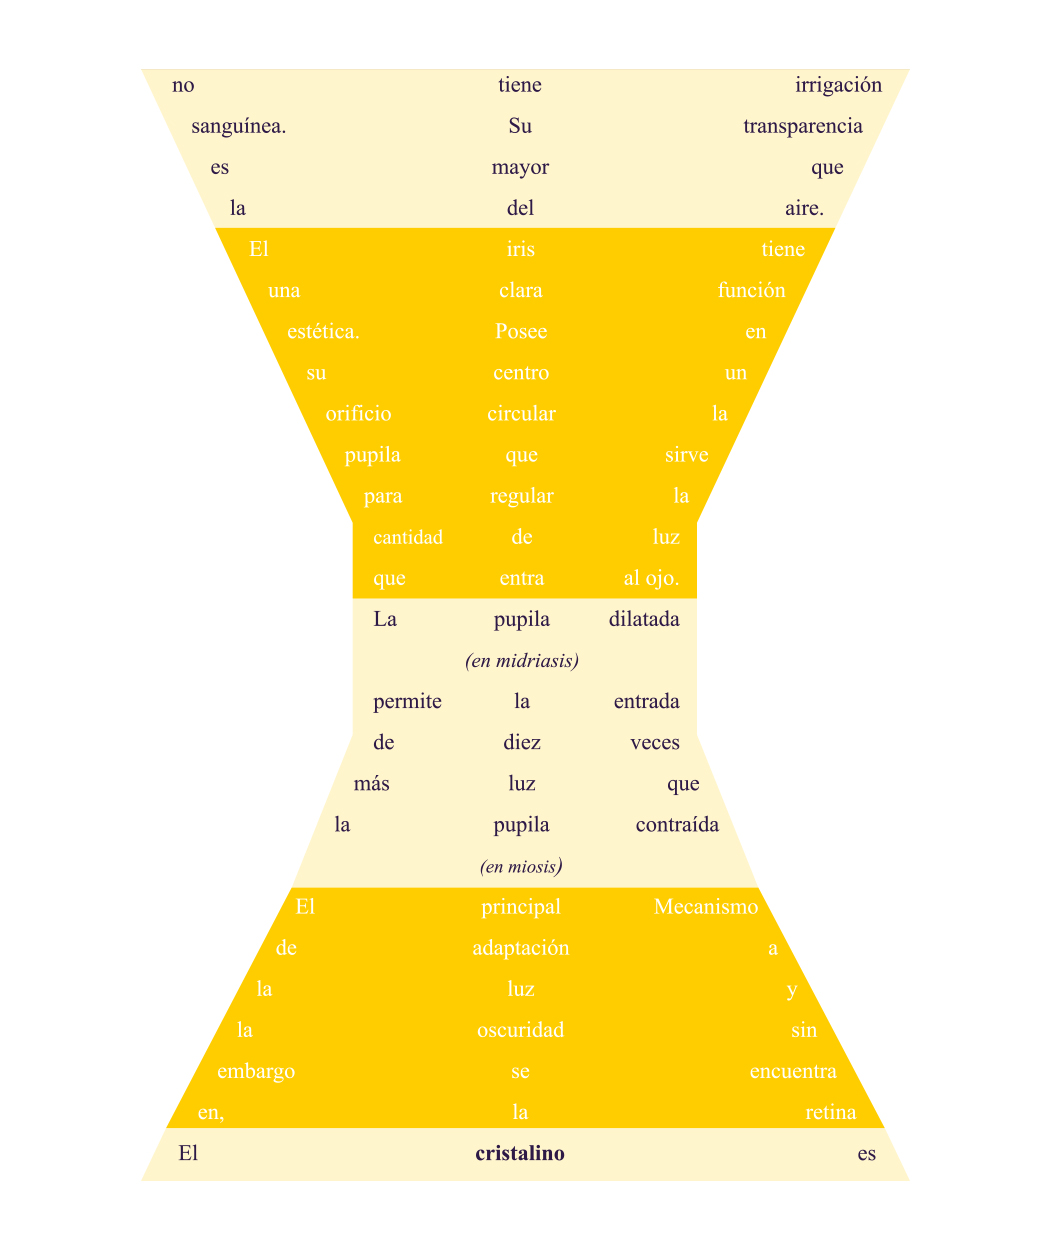 no tiene irrigación
sanguínea. Su transparencia
es mayor que
la del aire.
El iris tiene
una clara función
estética. Posee en
su centro un
orificio circular la
pupila que sirve
para regular la
cantidad de luz
que entra al ojo.
La pupila dilatada
(en midriasis)
permite la entrada
de diez veces
más luz que
la pupila contraída
(en miosis)
El principal Mecanismo
de adaptación a
la luz y
la oscuridad sin
embargo se encuentra
en, la retina
El cristalino es